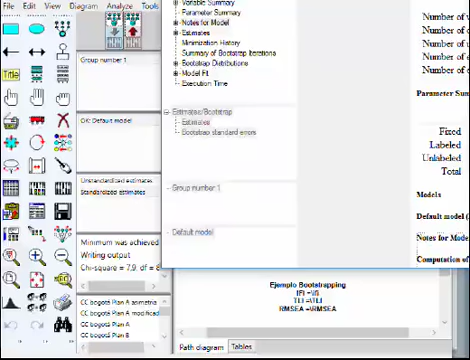 File Edit View Diagram Analyze Tools
Title
Group number 1
OK: Default model
Unstandardized estimates
Standardized estimates
Minimum was achieved
Writing output
Chi-square = 7,9, df = 8
CC bogotá Plan A asimetria
CC bogotá Plan A modificad
CC bogotá Plan A
CC bogotá Plan B
Variable Summary
Parameter Summary
Notes for Model
Estimates
Minimization History
Summary of Bootstrap Iterations
Bootstrap Distributions
Model Fit
Execution Time
Estimates/Bootstrap
Estimates
Bootstrap standard errors
Group number 1
Default model
Number of
Number of
Number of
Number of
Number of
Parameter Sum
Fixed
Labeled
Unlabeled
Total
Models
Default model (
Notes for Mode
Computation of
Ejemplo Bootstrapping
IFI =\ifi
TLI =\TLI
RMSEA =\RMSEA
Path diagram Tables